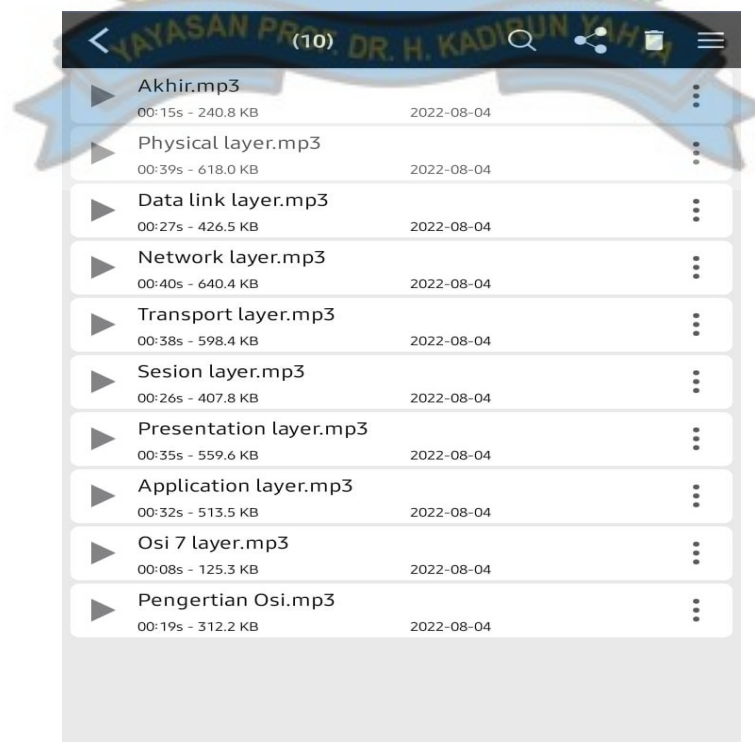 YAYASAN PROF. DR. H. KADIRUN YAHYA
(10)
Akhir.mp3
00:15s - 240.8 KB 2022-08-04
Physical layer.mp3
00:39s - 618.0 KB 2022-08-04
Data link layer.mp3
00:27s - 426.5 KB 2022-08-04
Network layer.mp3
00:40s - 640.4 KB 2022-08-04
Transport layer.mp3
00:38s - 598.4 KB 2022-08-04
Sesion layer.mp3
00:26s - 407.8 KB 2022-08-04
Presentation layer.mp3
00:35s - 559.6 KB 2022-08-04
Application layer.mp3
00:32s - 513.5 KB 2022-08-04
Osi 7 layer.mp3
00:08s - 125.3 KB 2022-08-04
Pengertian Osi.mp3
00:19s - 312.2 KB 2022-08-04